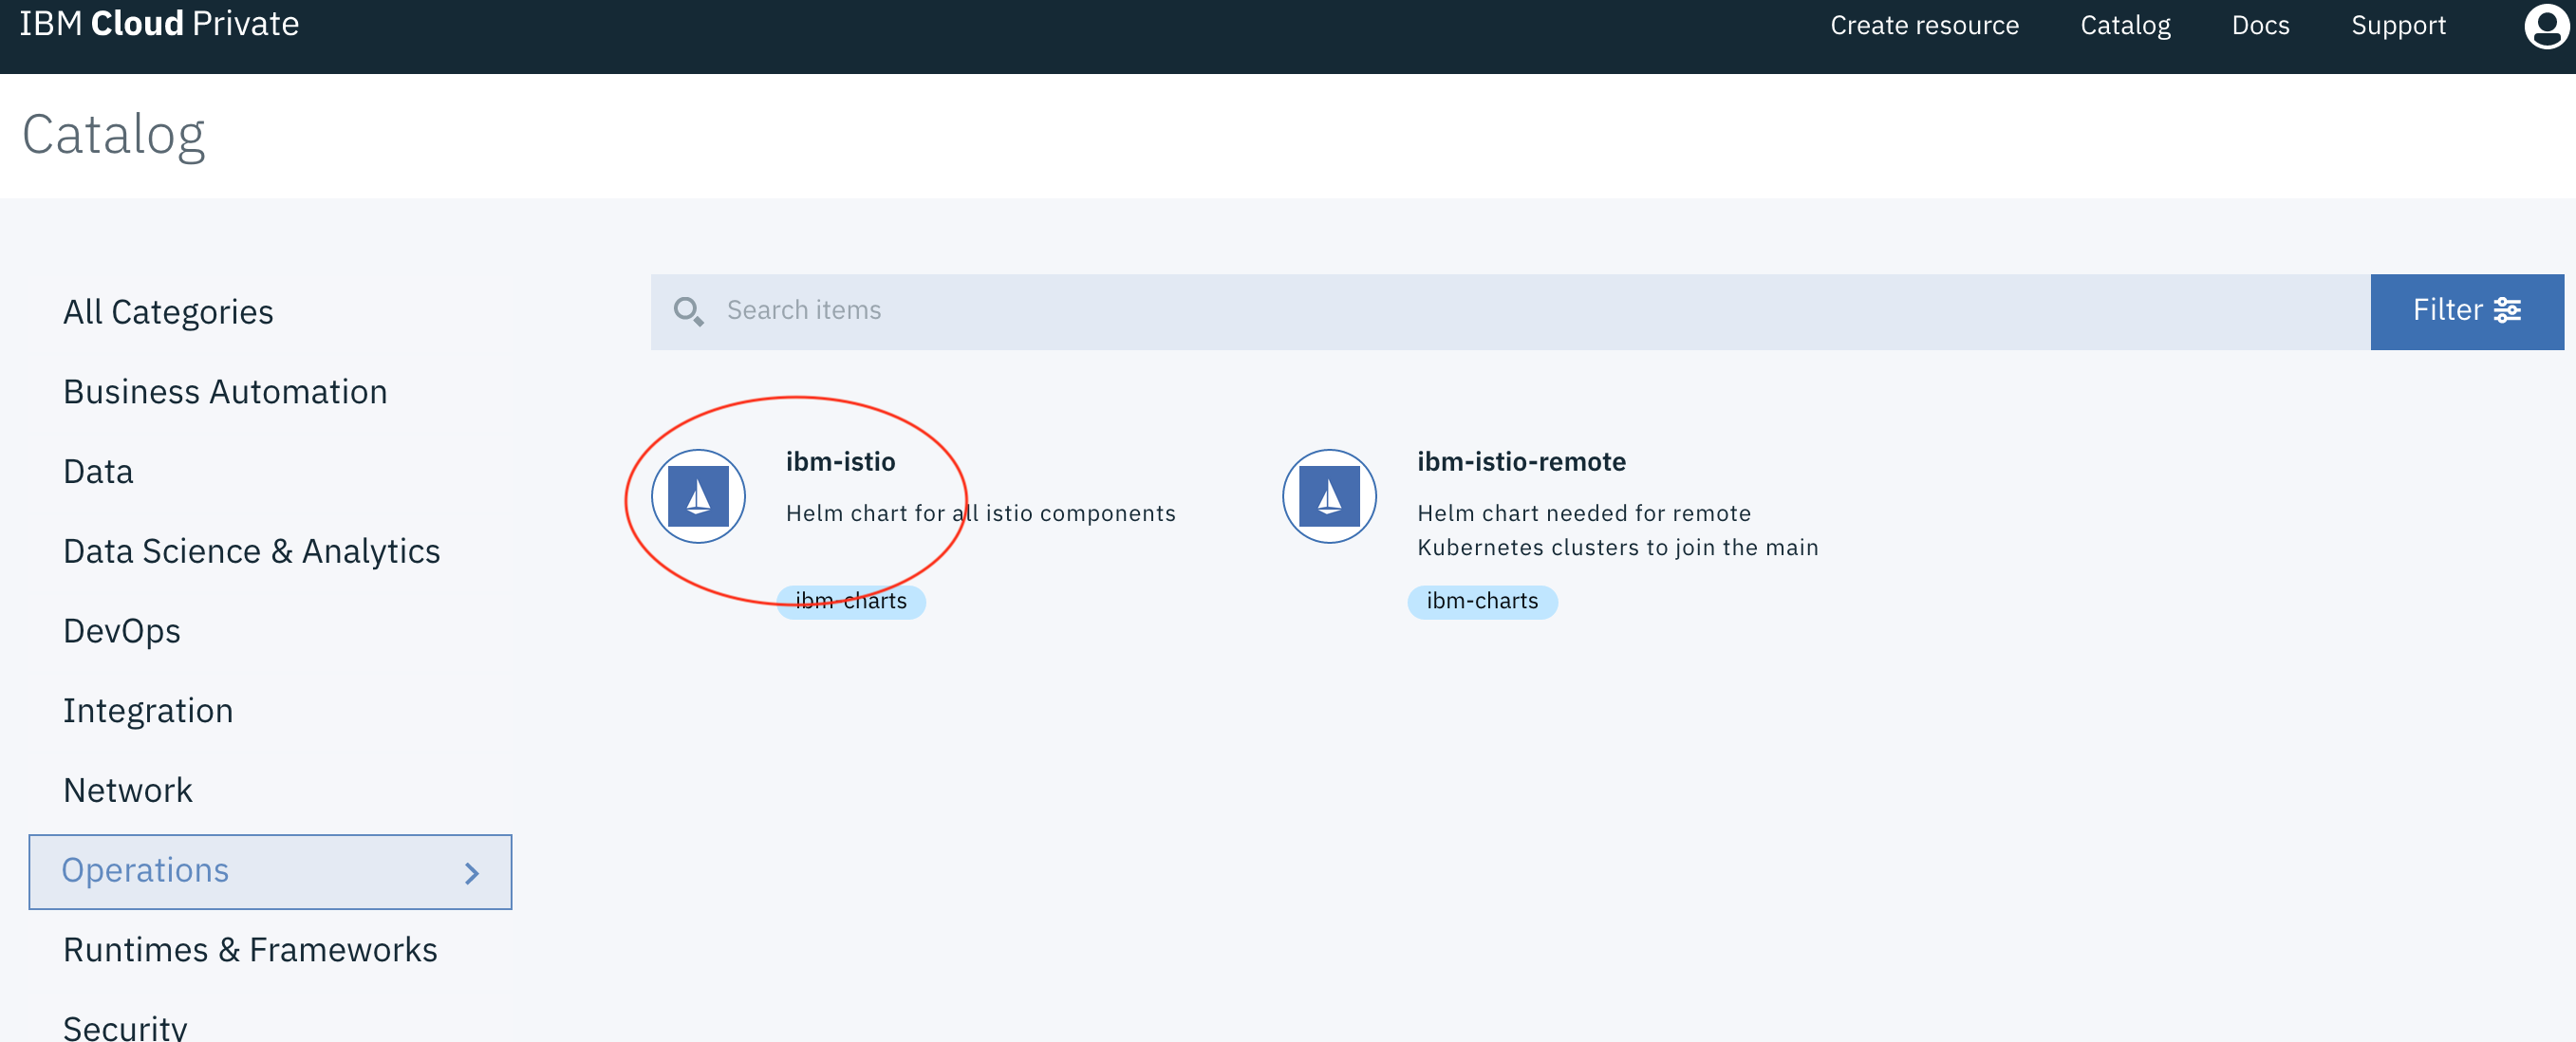 IBM Cloud Private
Create resource
Catalog
Docs
Support
Catalog
All Categories
Business Automation
Data
Data Science & Analytics
DevOps
Integration
Network
Operations
Runtimes & Frameworks
Security
Search items
Filter
ibm-istio
Helm chart for all istio components
ibm-charts
ibm-istio-remote
Helm chart needed for remote
Kubernetes clusters to join the main
ibm-charts